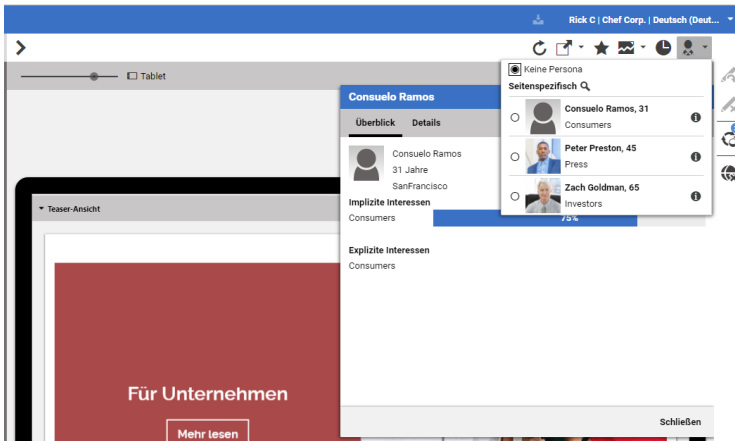 Rick C | Chef Corp. | Deutsch (Deut...
Tablet
Keine Persona
Seitenspezifisch
Consuelo Ramos, 31
Consumers
Peter Preston, 45
Press
Zach Goldman, 65
Investors
Consuelo Ramos
Überblick Details
Consuelo Ramos
31 Jahre
SanFrancisco
Implizite Interessen
Consumers 75%
Explizite Interessen
Consumers
Schließen
Teaser-Ansicht
Für Unternehmen
Mehr lesen